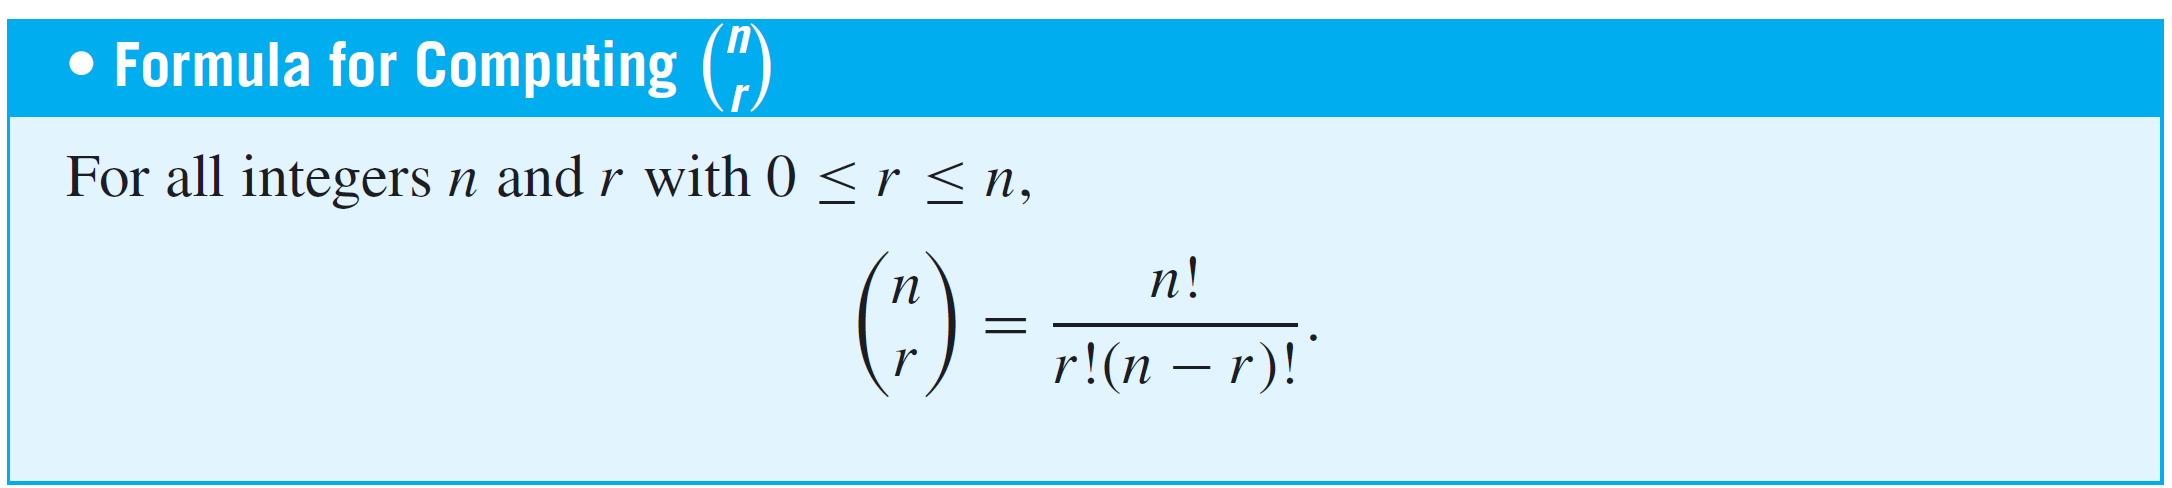 • Formula for Computing (n r)
For all integers n and r with 0 ≤ r ≤ n,
(n r) = n! / r!(n − r)!.